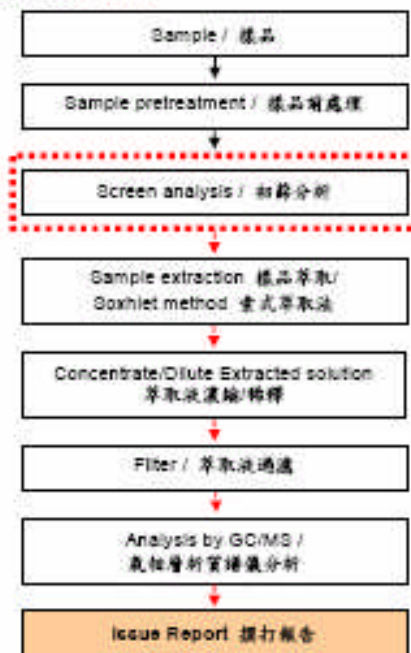 Sample / 樣品
Sample pretreatment / 樣品前處理
Screen analysis / 初篩分析
Sample extraction 樣品萃取/
Soxhlet method 索式萃取法
Concentrate/Dilute Extracted solution
萃取液濃縮/稀釋
Filter / 萃取液過濾
Analysis by GC/MS /
氣相層析質譜儀分析
Issue Report 撰打報告